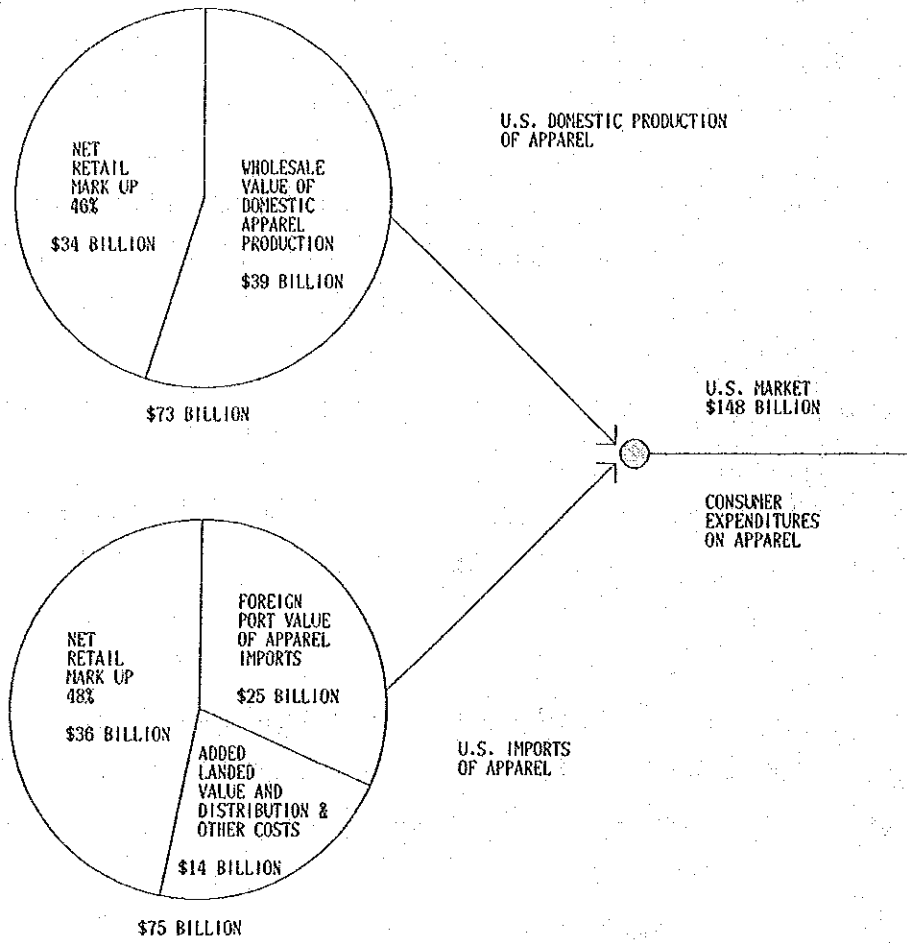 U.S. DOMESTIC PRODUCTION
OF APPAREL
NET
RETAIL
MARK UP
46%
$34 BILLION
WHOLESALE
VALUE OF
DOMESTIC
APPAREL
PRODUCTION
$39 BILLION
$73 BILLION
U.S. MARKET
$148 BILLION
CONSUMER
EXPENDITURES
ON APPAREL
NET
RETAIL
MARK UP
48%
$36 BILLION
FOREIGN
PORT VALUE
OF APPAREL
IMPORTS
$25 BILLION
ADDED
LANDED
VALUE AND
DISTRIBUTION &
OTHER COSTS
$14 BILLION
U.S. IMPORTS
OF APPAREL
$75 BILLION